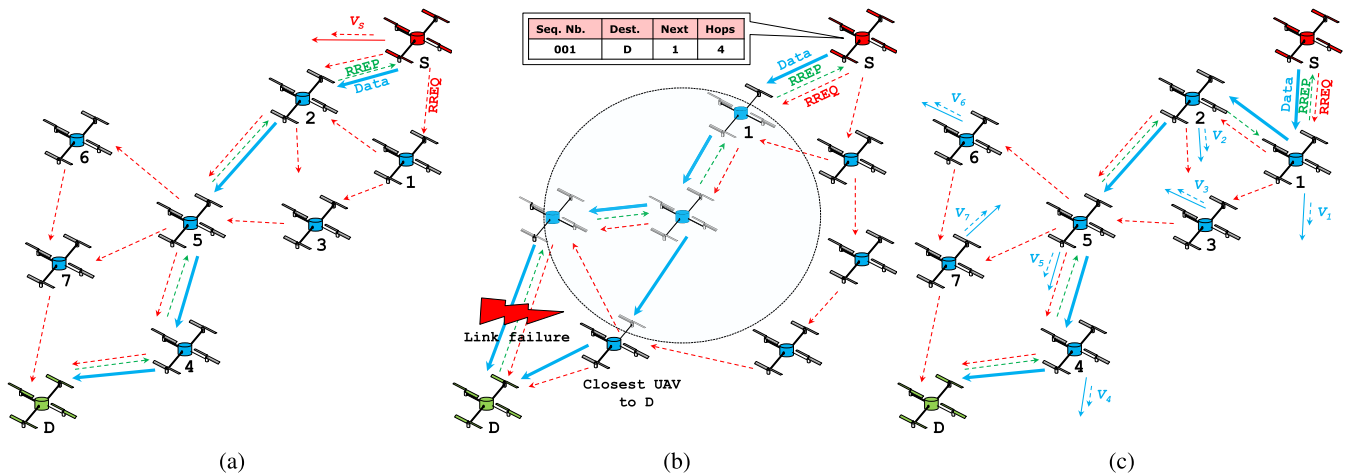 V_S
S
RREP
Data
RREQ
2
6
1
5
3
7
4
D
(a)
Seq. Nb. Dest. Next Hops
001 D 1 4
S
Data
RREP
RREQ
1
Link failure
Closest UAV
to D
D
(b)
S
Data
RREP
RREQ
V_6
2
6
V_2
1
V_3
V_7
V_1
5
3
7
V_5
4
V_4
D
(c)